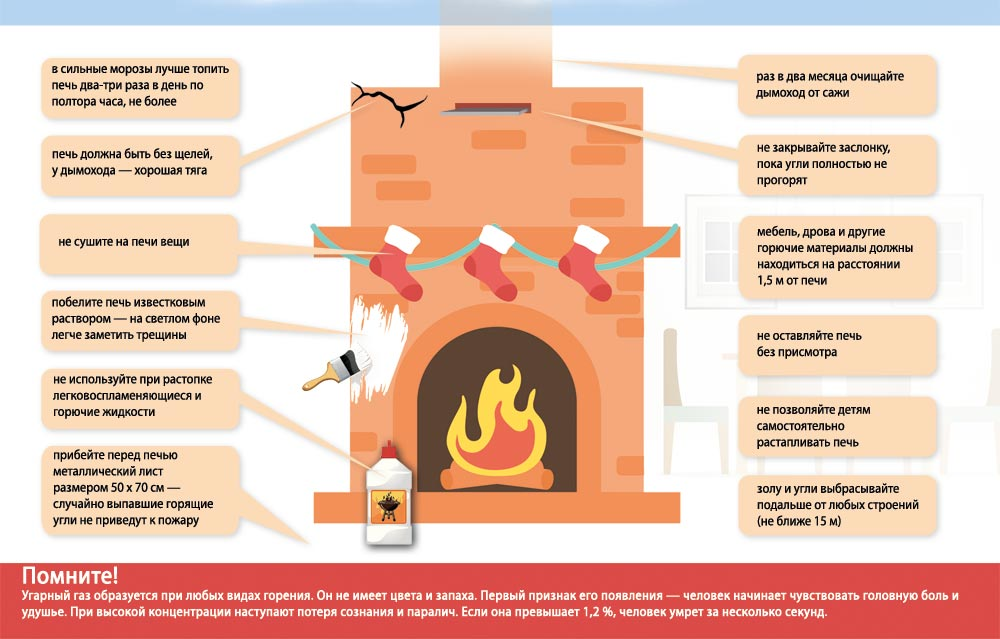 в сильные морозы лучше топить
печь два-три раза в день по
полтора часа, не более
печь должна быть без щелей,
у дымохода — хорошая тяга
не сушите на печи вещи
побелите печь известковым
раствором — на светлом фоне
легче заметить трещины
не используйте при растопке
легковоспламеняющиеся и
горючие жидкости
прибейте перед печью
металлический лист
размером 50 х 70 см —
случайно выпавшие горящие
угли не приведут к пожару
раз в два месяца очищайте
дымоход от сажи
не закрывайте заслонку,
пока угли полностью не
прогорят
мебель, дрова и другие
горючие материалы должны
находиться на расстоянии
1,5 м от печи
не оставляйте печь
без присмотра
не позволяйте детям
самостоятельно
растапливать печь
золу и угли выбрасывайте
подальше от любых строений
(не ближе 15 м)
Помните!
Угарный газ образуется при любых видах горения. Он не имеет цвета и запаха. Первый признак его появления — человек начинает чувствовать головную боль и
удушье. При высокой концентрации наступают потеря сознания и паралич. Если она превышает 1,2 %, человек умрет за несколько секунд.